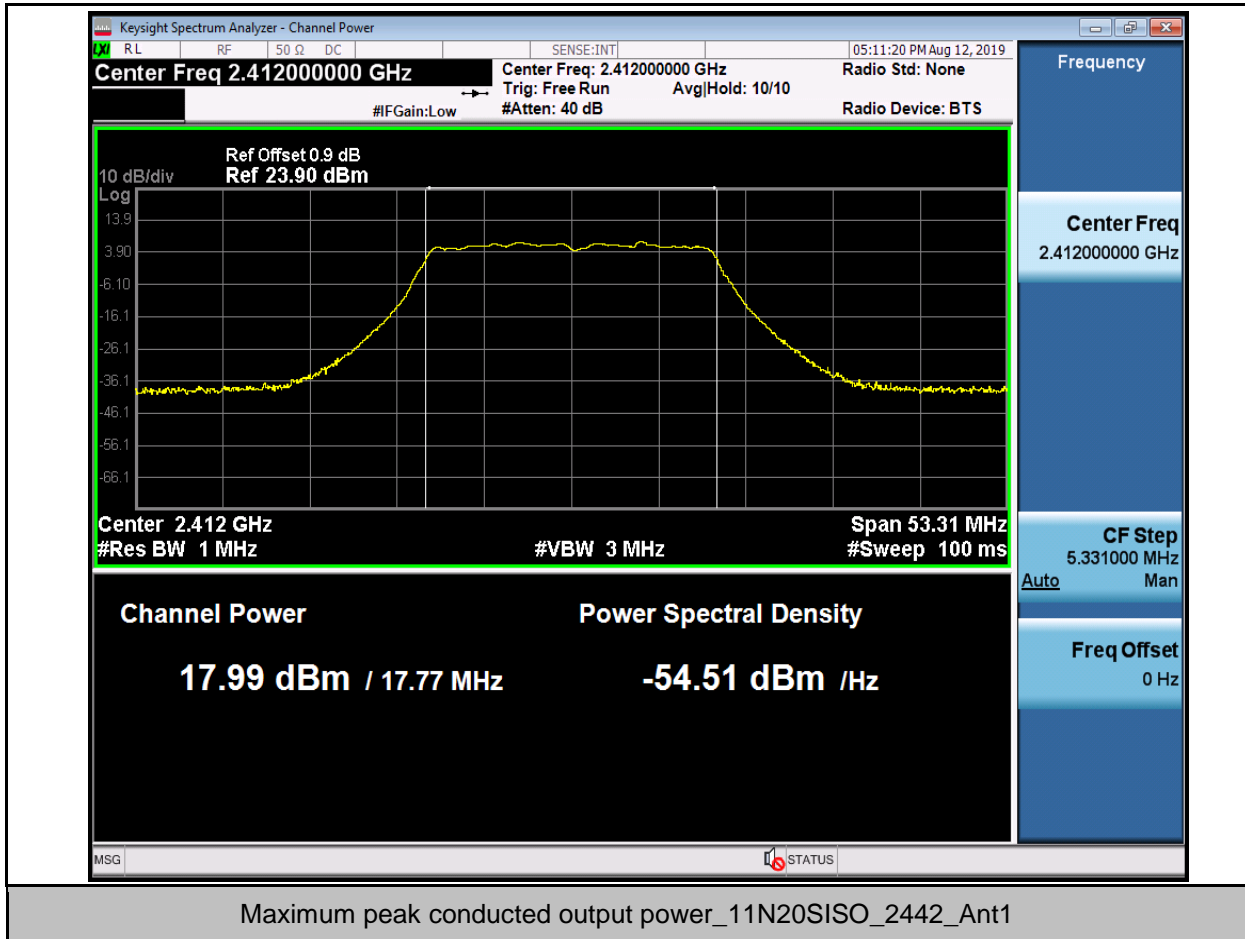 Keysight Spectrum Analyzer - Channel Power
LXI RL RF 50 Ω DC SENSE:INT 05:11:20 PM Aug 12, 2019
Center Freq 2.412000000 GHz
#IFGain:Low
Center Freq: 2.412000000 GHz
Trig: Free Run Avg|Hold: 10/10
#Atten: 40 dB
Radio Std: None
Radio Device: BTS
Ref Offset 0.9 dB
10 dB/div Ref 23.90 dBm
Log
13.9
3.90
-6.10
-16.1
-26.1
-36.1
-46.1
-56.1
-66.1
Center 2.412 GHz Span 53.31 MHz
#Res BW 1 MHz #VBW 3 MHz #Sweep 100 ms
Channel Power Power Spectral Density
17.99 dBm / 17.77 MHz -54.51 dBm /Hz
Frequency
Center Freq
2.412000000 GHz
CF Step
5.331000 MHz
Auto Man
Freq Offset
0 Hz
MSG STATUS
Maximum peak conducted output power_11N20SISO_2442_Ant1